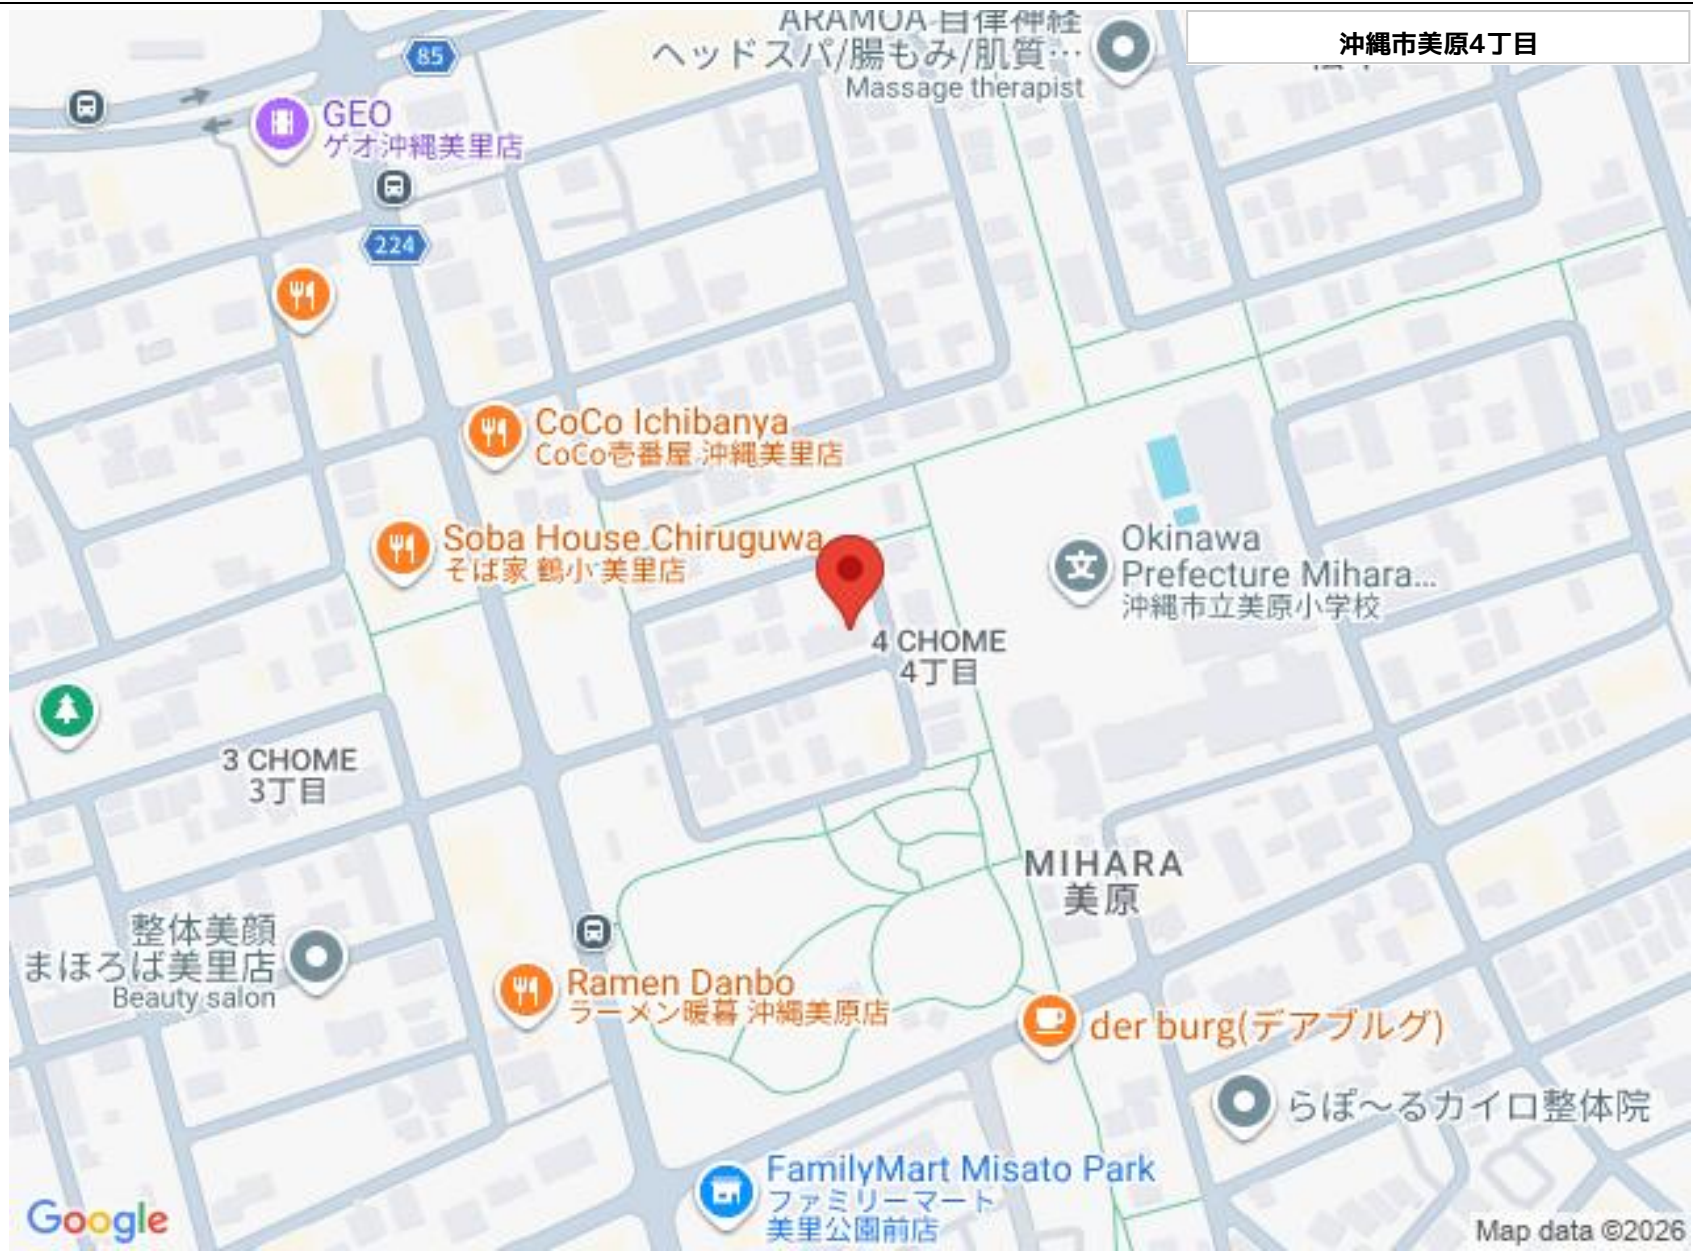 ARAMOA 自律神経
ヘッドスパ/腸もみ/肌質…
Massage therapist
沖縄市美原4丁目
85
GEO
ゲオ沖縄美里店
224
CoCo Ichibanya
CoCo壱番屋 沖縄美里店
Soba House Chiruguwa
そば家 鶴小 美里店
Okinawa
Prefecture Mihara...
沖縄市立美原小学校
4 CHOME
4丁目
3 CHOME
3丁目
MIHARA
美原
整体美顔
まほろば美里店
Beauty salon
Ramen Danbo
ラーメン暖暮 沖縄美原店
der burg(デアブルグ)
らぽ〜るカイロ整体院
FamilyMart Misato Park
ファミリーマート
美里公園前店
Google
Map data ©2026